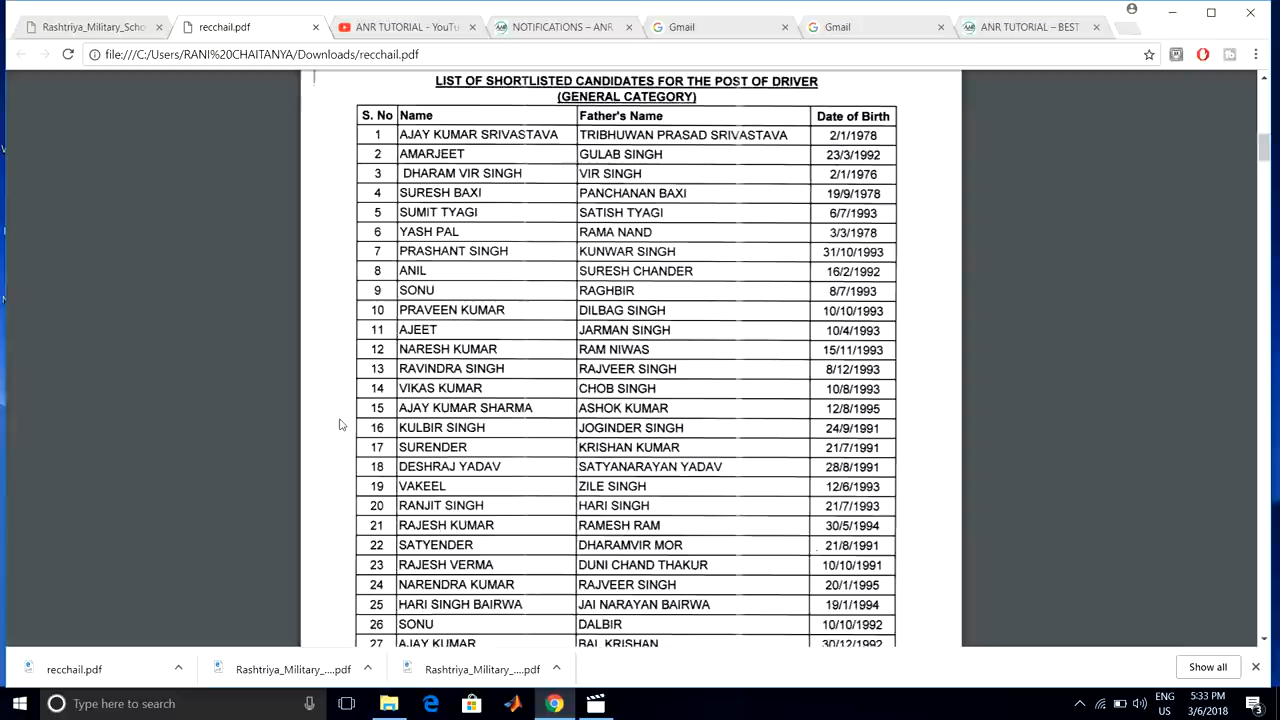 Rashtriya_Military_Scho
recchail.pdf
ANR TUTORIAL - YouTu
NOTIFICATIONS – ANR
Gmail
Gmail
ANR TUTORIAL – BEST
file:///C:/Users/RANI%20CHAITANYA/Downloads/recchail.pdf
LIST OF SHORTLISTED CANDIDATES FOR THE POST OF DRIVER
(GENERAL CATEGORY)
S. No Name Father's Name Date of Birth
1 AJAY KUMAR SRIVASTAVA TRIBHUWAN PRASAD SRIVASTAVA 2/1/1978
2 AMARJEET GULAB SINGH 23/3/1992
3 DHARAM VIR SINGH VIR SINGH 2/1/1976
4 SURESH BAXI PANCHANAN BAXI 19/9/1978
5 SUMIT TYAGI SATISH TYAGI 6/7/1993
6 YASH PAL RAMA NAND 3/3/1978
7 PRASHANT SINGH KUNWAR SINGH 31/10/1993
8 ANIL SURESH CHANDER 16/2/1992
9 SONU RAGHBIR 8/7/1993
10 PRAVEEN KUMAR DILBAG SINGH 10/10/1993
11 AJEET JARMAN SINGH 10/4/1993
12 NARESH KUMAR RAM NIWAS 15/11/1993
13 RAVINDRA SINGH RAJVEER SINGH 8/12/1993
14 VIKAS KUMAR CHOB SINGH 10/8/1993
15 AJAY KUMAR SHARMA ASHOK KUMAR 12/8/1995
16 KULBIR SINGH JOGINDER SINGH 24/9/1991
17 SURENDER KRISHAN KUMAR 21/7/1991
18 DESHRAJ YADAV SATYANARAYAN YADAV 28/8/1991
19 VAKEEL ZILE SINGH 12/6/1993
20 RANJIT SINGH HARI SINGH 21/7/1993
21 RAJESH KUMAR RAMESH RAM 30/5/1994
22 SATYENDER DHARAMVIR MOR 21/8/1991
23 RAJESH VERMA DUNI CHAND THAKUR 10/10/1991
24 NARENDRA KUMAR RAJVEER SINGH 20/1/1995
25 HARI SINGH BAIRWA JAI NARAYAN BAIRWA 19/1/1994
26 SONU DALBIR 10/10/1992
27 AJAY KUMAR BAL KRISHAN 30/12/1992
recchail.pdf
Rashtriya_Military_....pdf
Rashtriya_Military_....pdf
Show all
Type here to search
ENG
US
5:33 PM
3/6/2018
3